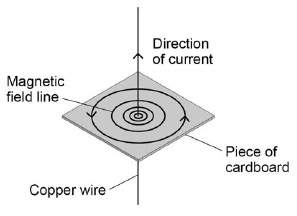 Direction
of current
Magnetic
field line
Piece of
cardboard
Copper wire